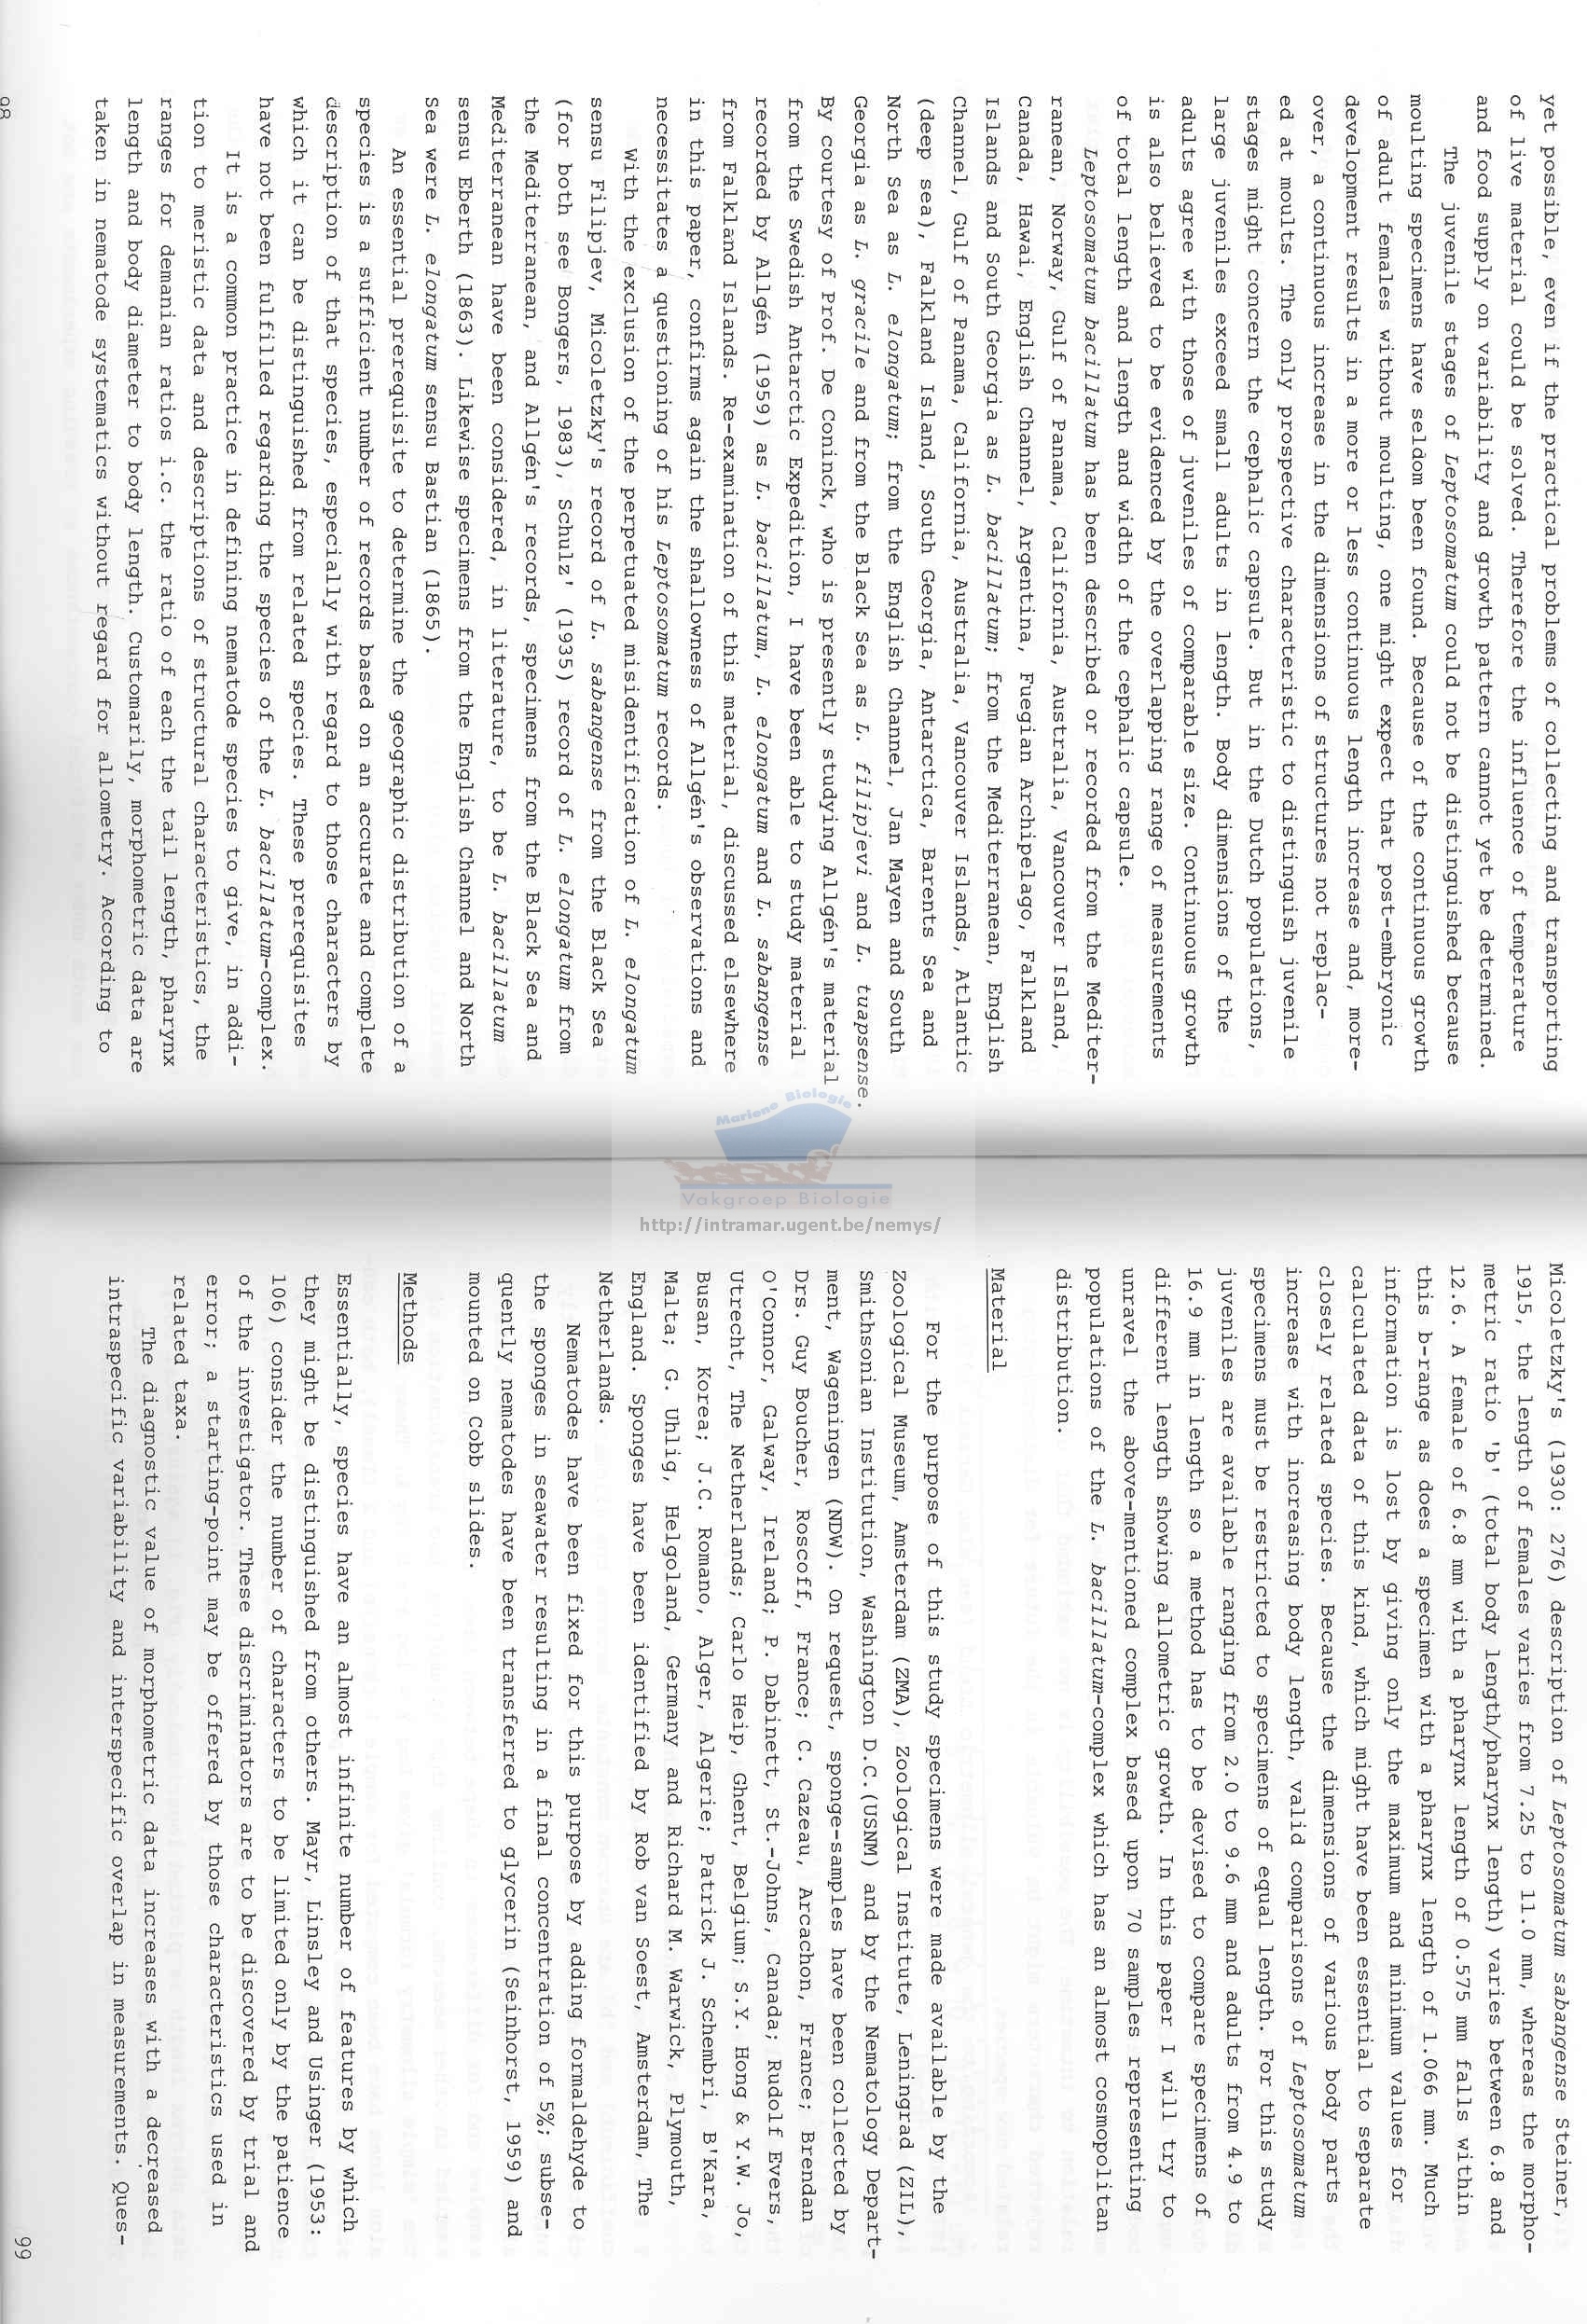 yet possible, even if the practical problems of collecting and transporting
of live material could be solved. Therefore the influence of temperature
and food supply on variability and growth pattern cannot yet be determined.
The juvenile stages of Leptosomatum could not be distinguished because
moulting specimens have seldom been found. Because of the continuous growth
of adult females without moulting, one might expect that post-embryonic
development results in a more or less continuous length increase and, more-
over, a continuous increase in the dimensions of structures not replac-
ed at moults. The only prospective characteristic to distinguish juvenile
stages might concern the cephalic capsule. But in the Dutch populations,
large juveniles exceed small adults in length. Body dimensions of the
adults agree with those of juveniles of comparable size. Continuous growth
is also believed to be evidenced by the overlapping range of measurements
of total length and length and width of the cephalic capsule.
Leptosomatum bacillatum has been described or recorded from the Mediter-
ranean, Norway, Gulf of Panama, California, Australia, Vancouver Island,
Canada, Hawai, English Channel, Argentina, Fuegian Archipelago, Falkland
Islands and South Georgia as L. bacillatum; from the Mediterranean, English
Channel, Gulf of Panama, California, Australia, Vancouver Islands, Atlantic
(deep sea), Falkland Island, South Georgia, Antarctica, Barents Sea and
North Sea as L. elongatum; from the English Channel, Jan Mayen and South
Georgia as L. gracile and from the Black Sea as L. filipjevi and L. tuapsense.
By courtesy of Prof. De Coninck, who is presently studying Allgén's material
from the Swedish Antarctic Expedition, I have been able to study material
recorded by Allgén (1959) as L. bacillatum, L. elongatum and L. sabangense
from Falkland Islands. Re-examination of this material, discussed elsewhere
in this paper, confirms again the shallowness of Allgén's observations and
necessitates a questioning of his Leptosomatum records.
With the exclusion of the perpetuated misidentification of L. elongatum
sensu Filipjev, Micoletzky's record of L. sabangense from the Black Sea
(for both see Bongers, 1983), Schulz' (1935) record of L. elongatum from
the Mediterranean, and Allgén's records, specimens from the Black Sea and
Mediterranean have been considered, in literature, to be L. bacillatum
sensu Eberth (1863). Likewise specimens from the English Channel and North
Sea were L. elongatum sensu Bastian (1865).
An essential prerequisite to determine the geographic distribution of a
species is a sufficient number of records based on an accurate and complete
description of that species, especially with regard to those characters by
which it can be distinguished from related species. These prerequisites
have not been fulfilled regarding the species of the L. bacillatum-complex.
It is a common practice in defining nematode species to give, in addi-
tion to meristic data and descriptions of structural characteristics, the
ranges for demanian ratios i.c. the ratio of each the tail length, pharynx
length and body diameter to body length. Customarily, morphometric data are
taken in nematode systematics without regard for allometry. According to
98
Mariene Biologie
Vakgroep Biologie
http://intramar.ugent.be/nemys/
Micoletzky's (1930: 276) description of Leptosomatum sabangense Steiner,
1915, the length of females varies from 7.25 to 11.0 mm, whereas the morpho-
metric ratio 'b' (total body length/pharynx length) varies between 6.8 and
12.6. A female of 6.8 mm with a pharynx length of 0.575 mm falls within
this b-range as does a specimen with a pharynx length of 1.066 mm. Much
information is lost by giving only the maximum and minimum values for
calculated data of this kind, which might have been essential to separate
closely related species. Because the dimensions of various body parts
increase with increasing body length, valid comparisons of Leptosomatum
specimens must be restricted to specimens of equal length. For this study
juveniles are available ranging from 2.0 to 9.6 mm and adults from 4.9 to
16.9 mm in length so a method has to be devised to compare specimens of
different length showing allometric growth. In this paper I will try to
unravel the above-mentioned complex based upon 70 samples representing
populations of the L. bacillatum-complex which has an almost cosmopolitan
distribution.
Material
For the purpose of this study specimens were made available by the
Zoological Museum, Amsterdam (ZMA), Zoological Institute, Leningrad (ZIL),
Smithsonian Institution, Washington D.C.(USNM) and by the Nematology Depart-
ment, Wageningen (NDW). On request, sponge-samples have been collected by
Drs. Guy Boucher, Roscoff, France; C. Cazeau, Arcachon, France; Brendan
O'Connor, Galway, Ireland; P. Dabinett, St.-Johns, Canada; Rudolf Evers,
Utrecht, The Netherlands; Carlo Heip, Ghent, Belgium; S.Y. Hong & Y.W. Jo,
Busan, Korea; J.C. Romano, Alger, Algerie; Patrick J. Schembri, B'Kara,
Malta; G. Uhlig, Helgoland, Germany and Richard M. Warwick, Plymouth,
England. Sponges have been identified by Rob van Soest, Amsterdam, The
Netherlands.
Nematodes have been fixed for this purpose by adding formaldehyde to
the sponges in seawater resulting in a final concentration of 5%; subse-
quently nematodes have been transferred to glycerin (Seinhorst, 1959) and
mounted on Cobb slides.
Methods
Essentially, species have an almost infinite number of features by which
they might be distinguished from others. Mayr, Linsley and Usinger (1953:
106) consider the number of characters to be limited only by the patience
of the investigator. These discriminators are to be discovered by trial and
error; a starting-point may be offered by those characteristics used in
related taxa.
The diagnostic value of morphometric data increases with a decreased
intraspecific variability and interspecific overlap in measurements. Ques-
99